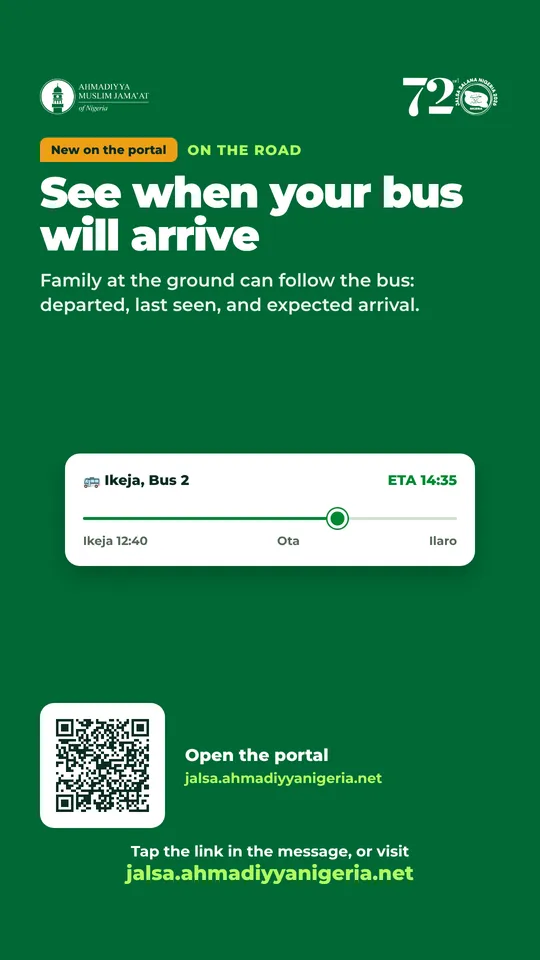 AHMADIYYA
MUSLIM JAMA'AT
of Nigeria
72
JALSA SALANA NIGERIA
New on the portal
ON THE ROAD
See when your bus
will arrive
Family at the ground can follow the bus:
departed, last seen, and expected arrival.
Ikeja, Bus 2
ETA 14:35
Ikeja 12:40
Ota
Ilaro
Open the portal
jalsa.ahmadiyyanigeria.net
Tap the link in the message, or visit
jalsa.ahmadiyyanigeria.net